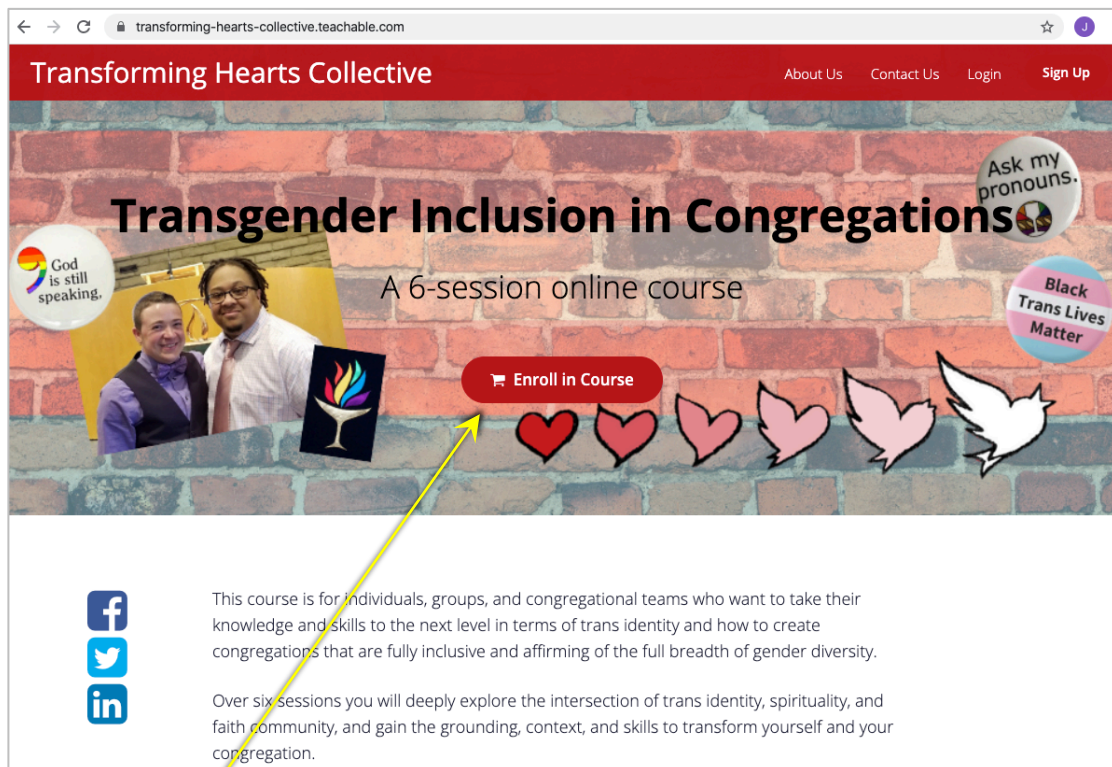 transforming-hearts-collective.teachable.com
J
Transforming Hearts Collective
About Us Contact Us Login Sign Up
Ask my
pronouns.
Transgender Inclusion in Congregations
God
is still
speaking,
A 6-session online course
Black
Trans Lives
Matter
Enroll in Course
This course is for individuals, groups, and congregational teams who want to take their
knowledge and skills to the next level in terms of trans identity and how to create
congregations that are fully inclusive and affirming of the full breadth of gender diversity.
Over six sessions you will deeply explore the intersection of trans identity, spirituality, and
faith community, and gain the grounding, context, and skills to transform yourself and your
congregation.